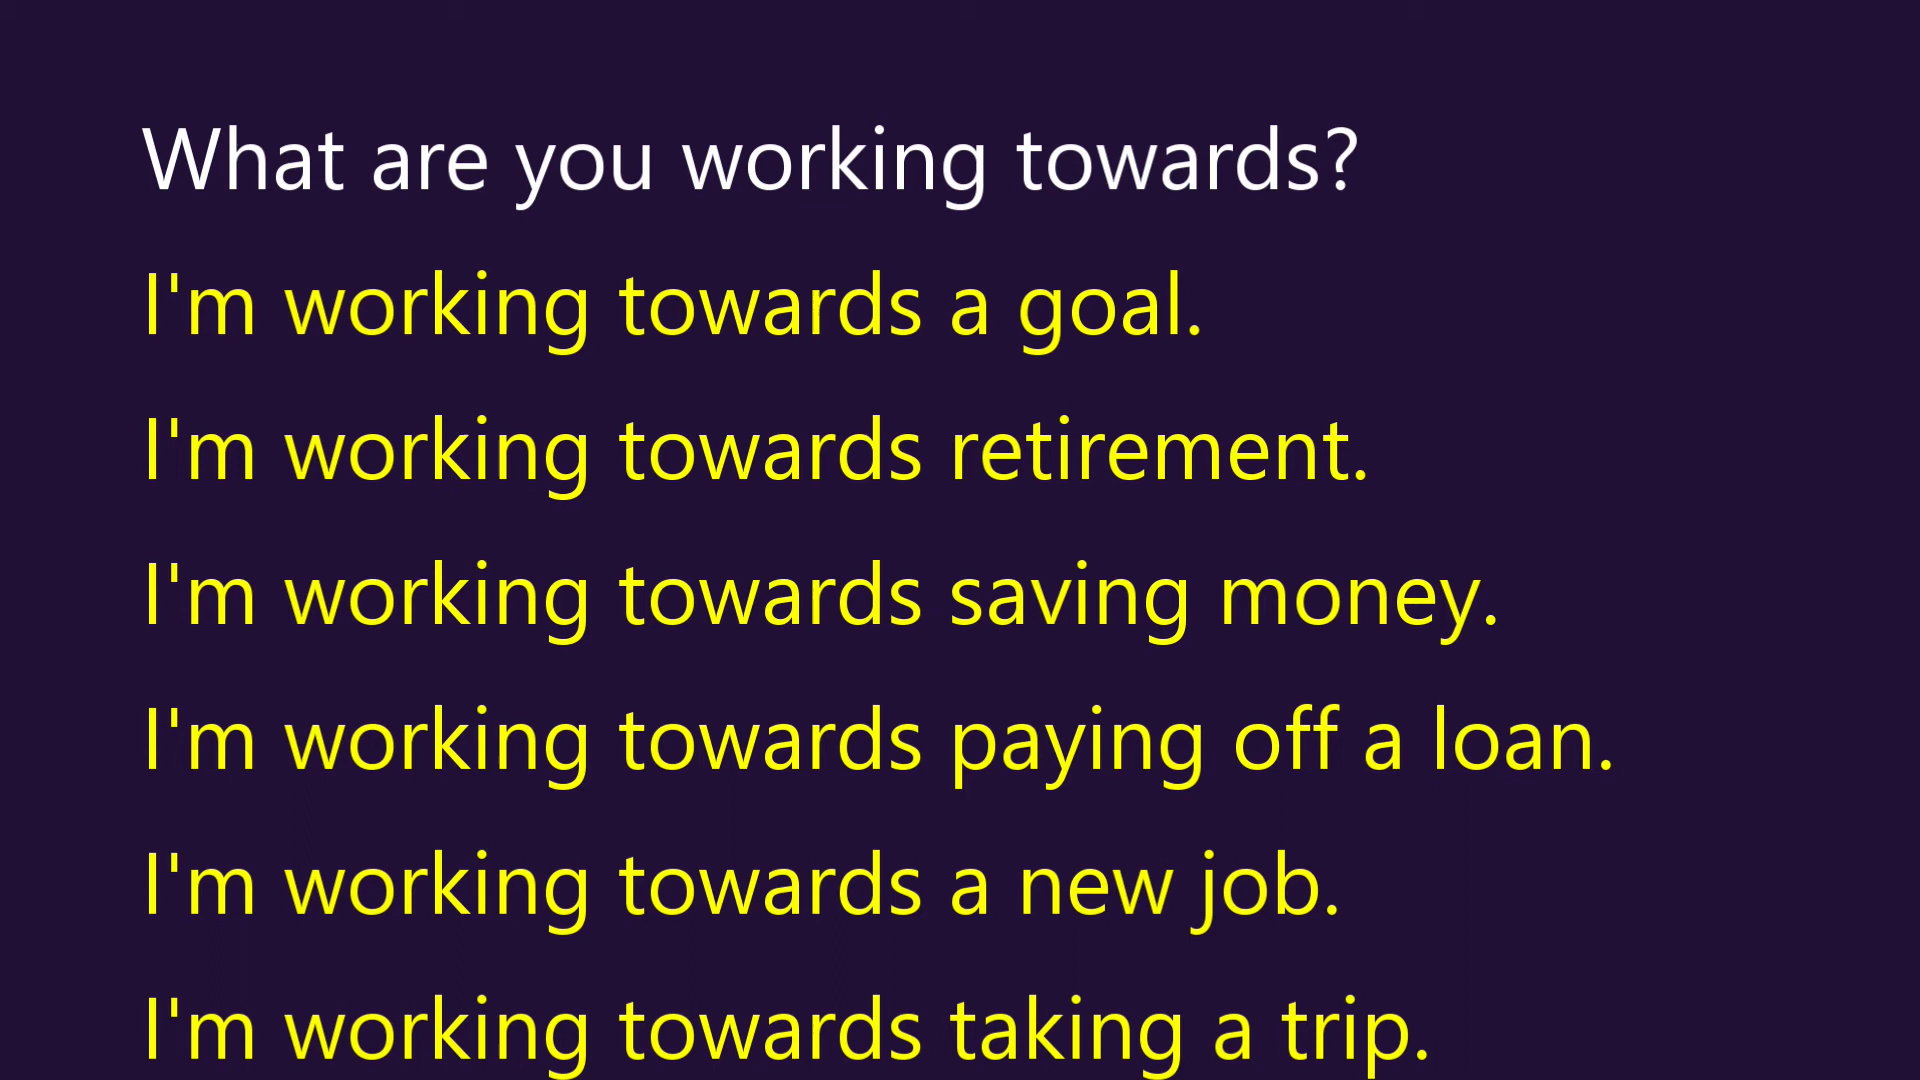 What are you working towards?
I'm working towards a goal.
I'm working towards retirement.
I'm working towards saving money.
I'm working towards paying off a loan.
I'm working towards a new job.
I'm working towards taking a trip.